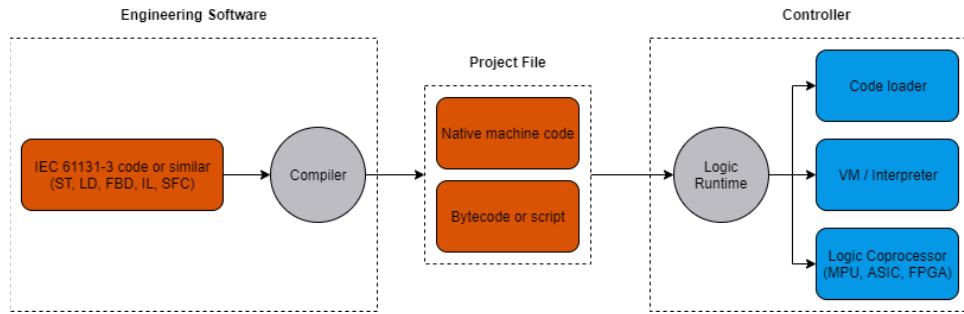 Engineering Software
Controller
Project File
Code loader
Native machine code
IEC 61131-3 code or similar
(ST, LD, FBD, IL, SFC)
Compiler
Logic
Runtime
VM / Interpreter
Bytecode or script
Logic Coprocessor
(MPU, ASIC, FPGA)